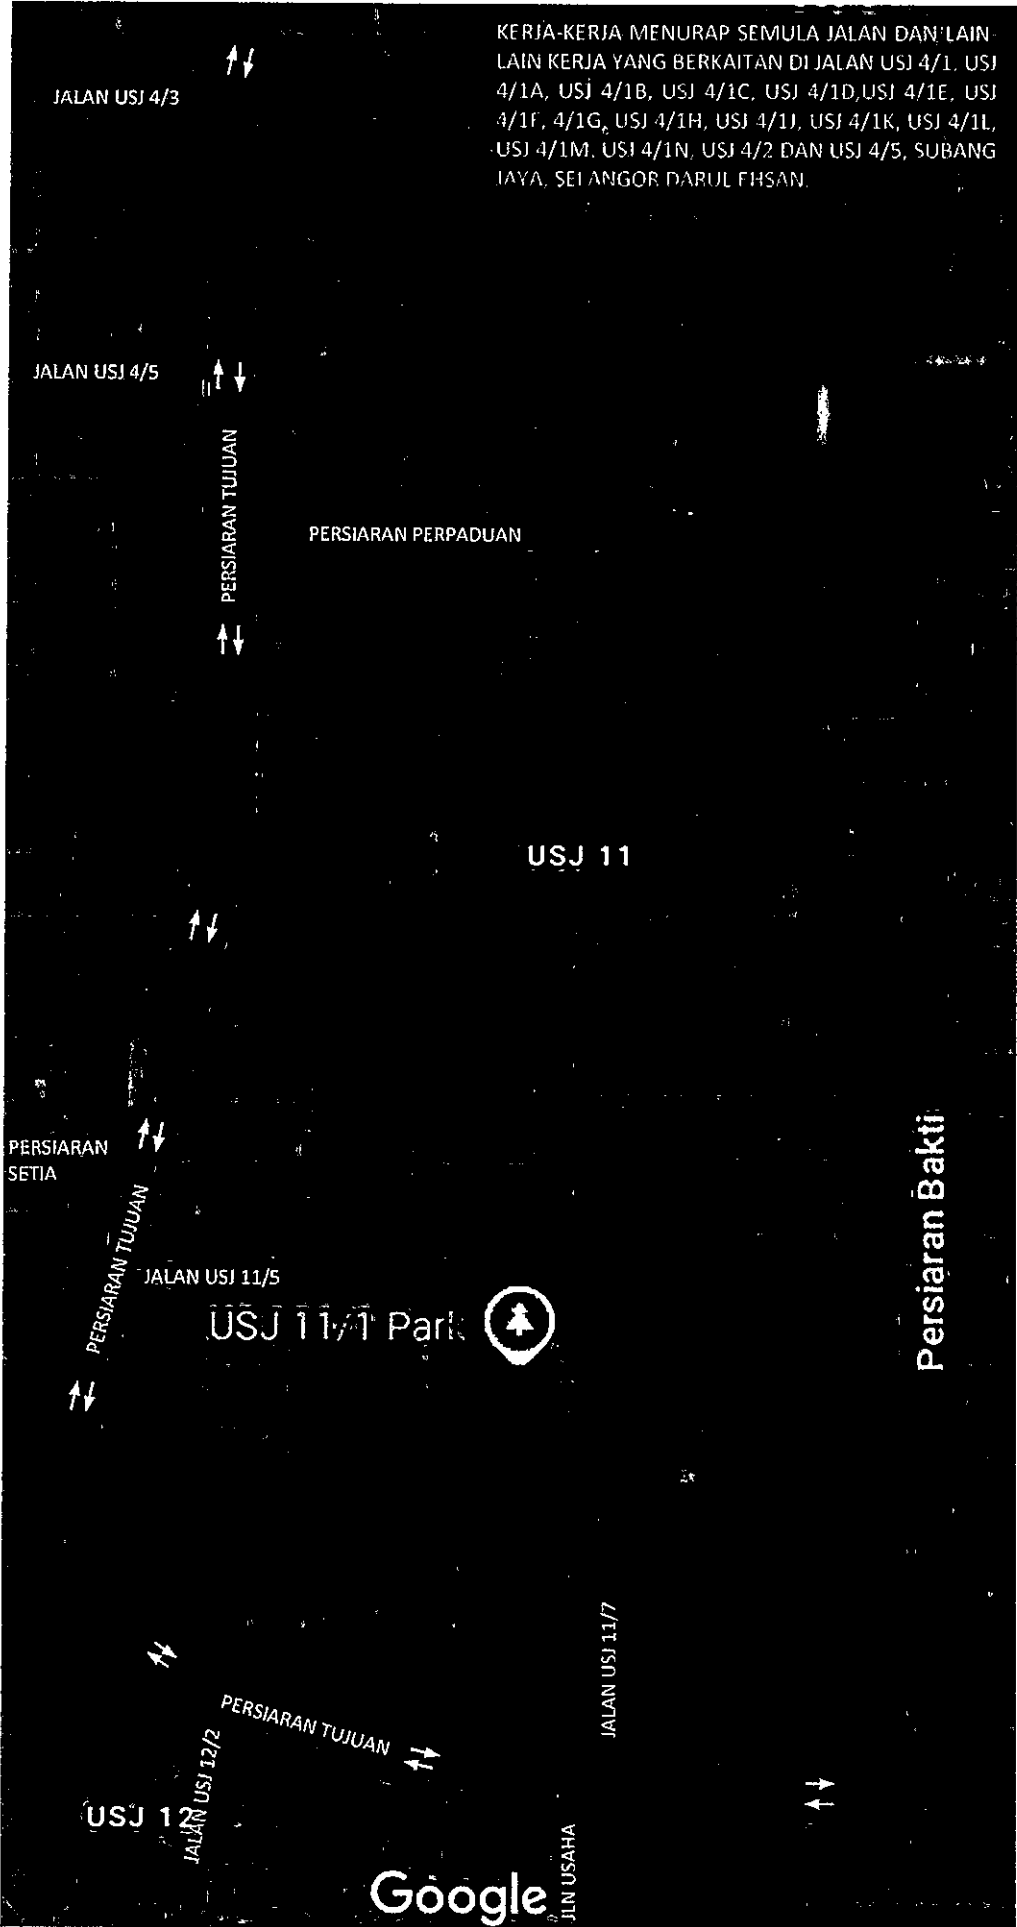 KERJA-KERJA MENURAP SEMULA JALAN DAN LAIN-
LAIN KERJA YANG BERKAITAN DI JALAN USJ 4/1, USJ
4/1A, USJ 4/1B, USJ 4/1C, USJ 4/1D,USJ 4/1E, USJ
4/1F, 4/1G, USJ 4/1H, USJ 4/1J, USJ 4/1K, USJ 4/1L,
USJ 4/1M, USJ 4/1N, USJ 4/2 DAN USJ 4/5, SUBANG
JAYA, SELANGOR DARUL EHSAN.
JALAN USJ 4/3
JALAN USJ 4/5
PERSIARAN TUJUAN
PERSIARAN PERPADUAN
USJ 11
PERSIARAN
SETIA
PERSIARAN TUJUAN
Persiaran Bakti
JALAN USJ 11/5
USJ 11/1 Park
JALAN USJ 11/7
PERSIARAN TUJUAN
JALAN USJ 12/2
USJ 12
JLN USAHA
Google